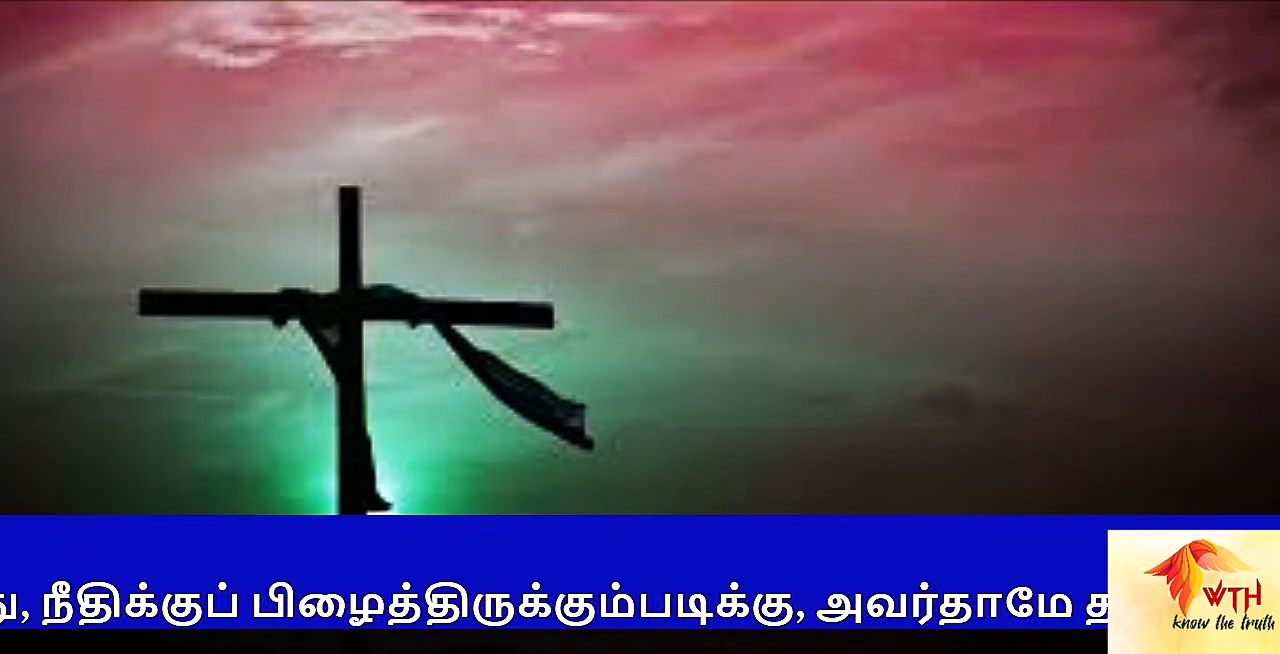 நீதிக்குப் பிழைத்திருக்கும்படிக்கு, அவர்தாமே
WTH
know the truth